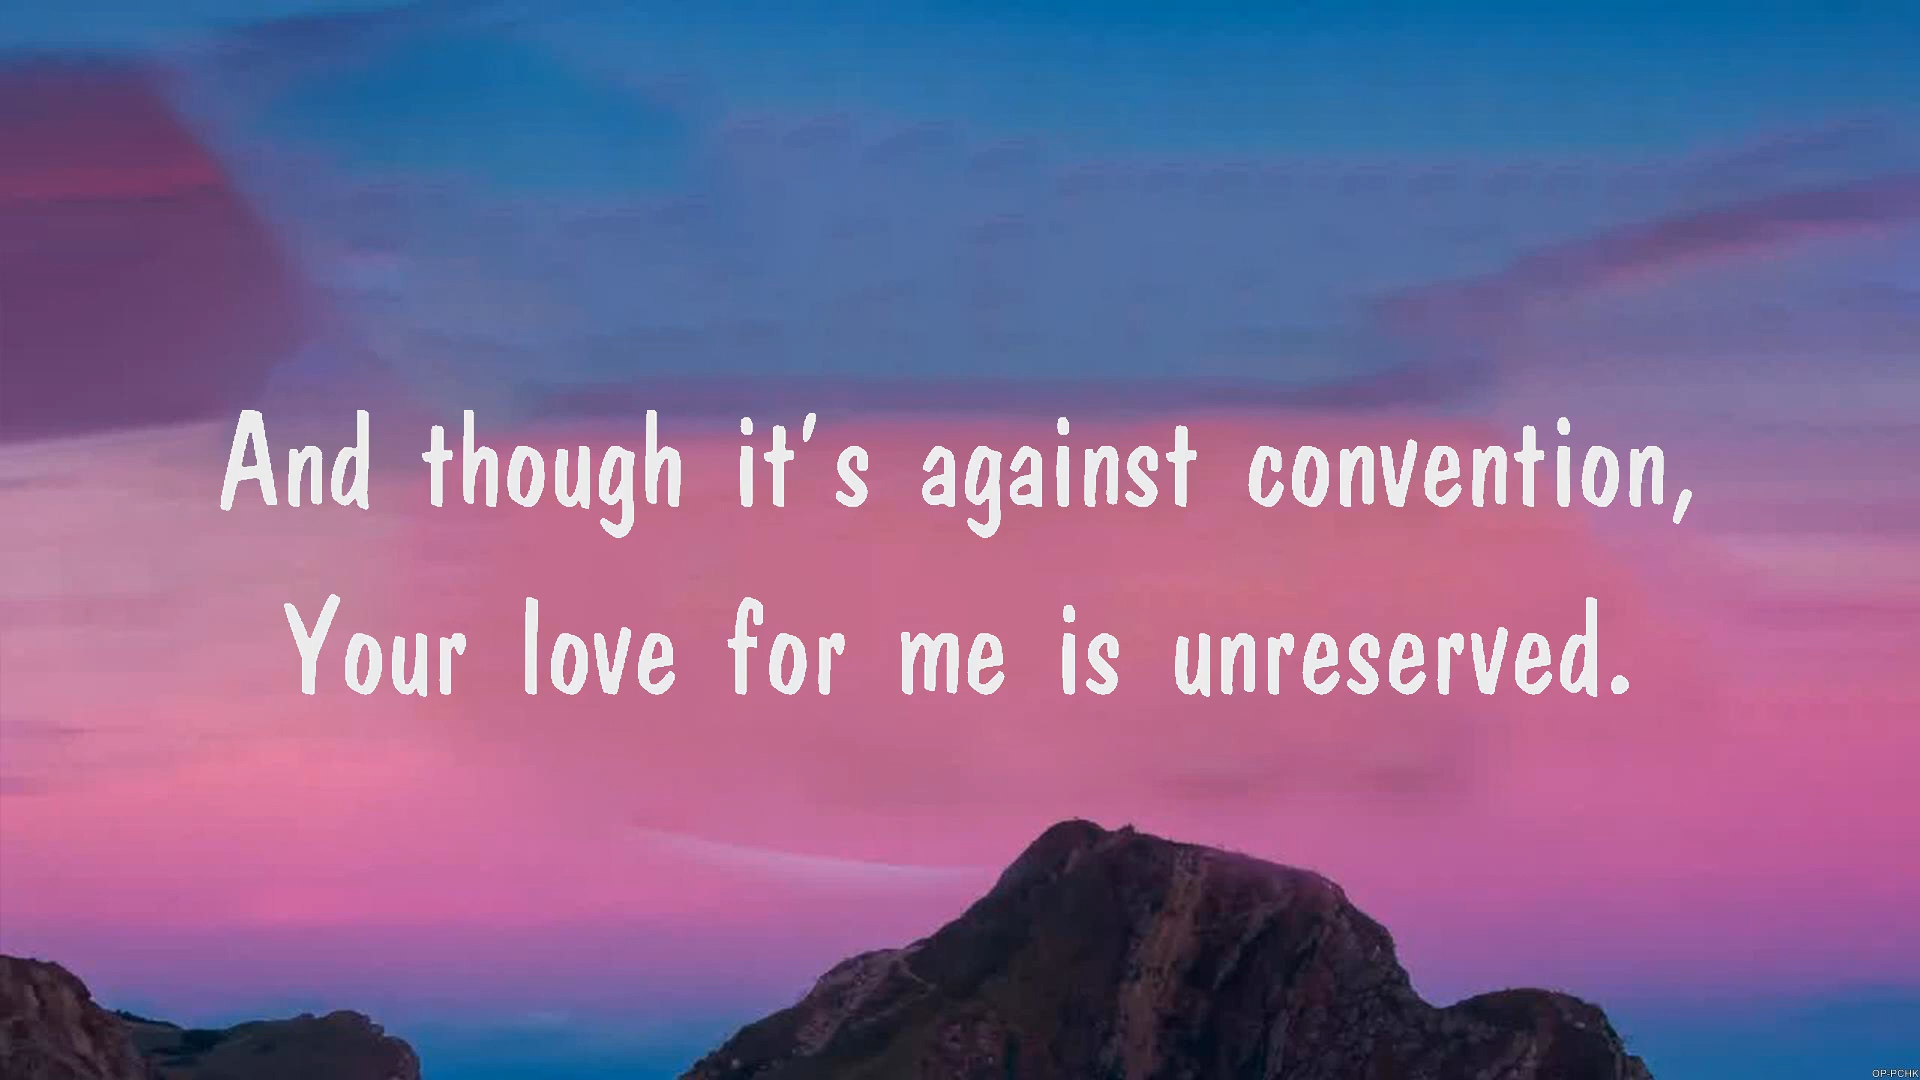 And though it's against convention,
Your love for me is unreserved.
OP-PCHK